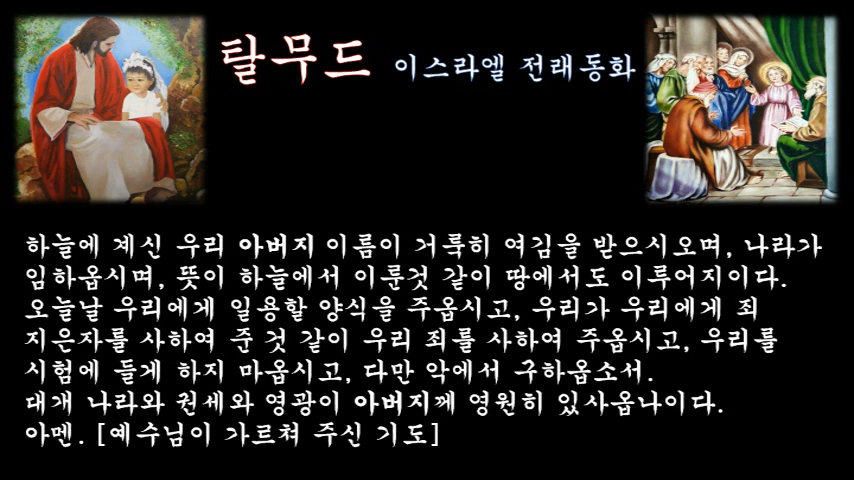 탈무드 이스라엘 전래동화
하늘에 계신 우리 아버지 이름이 거룩히 여김을 받으시오며, 나라가
임하옵시며, 뜻이 하늘에서 이룬것 같이 땅에서도 이루어지이다.
오늘날 우리에게 일용할 양식을 주옵시고, 우리가 우리에게 죄
지은자를 사하여 준 것 같이 우리 죄를 사하여 주옵시고, 우리를
시험에 들게 하지 마옵시고, 다만 악에서 구하옵소서.
대개 나라와 권세와 영광이 아버지께 영원히 있사옵나이다.
아멘. [예수님이 가르쳐 주신 기도]